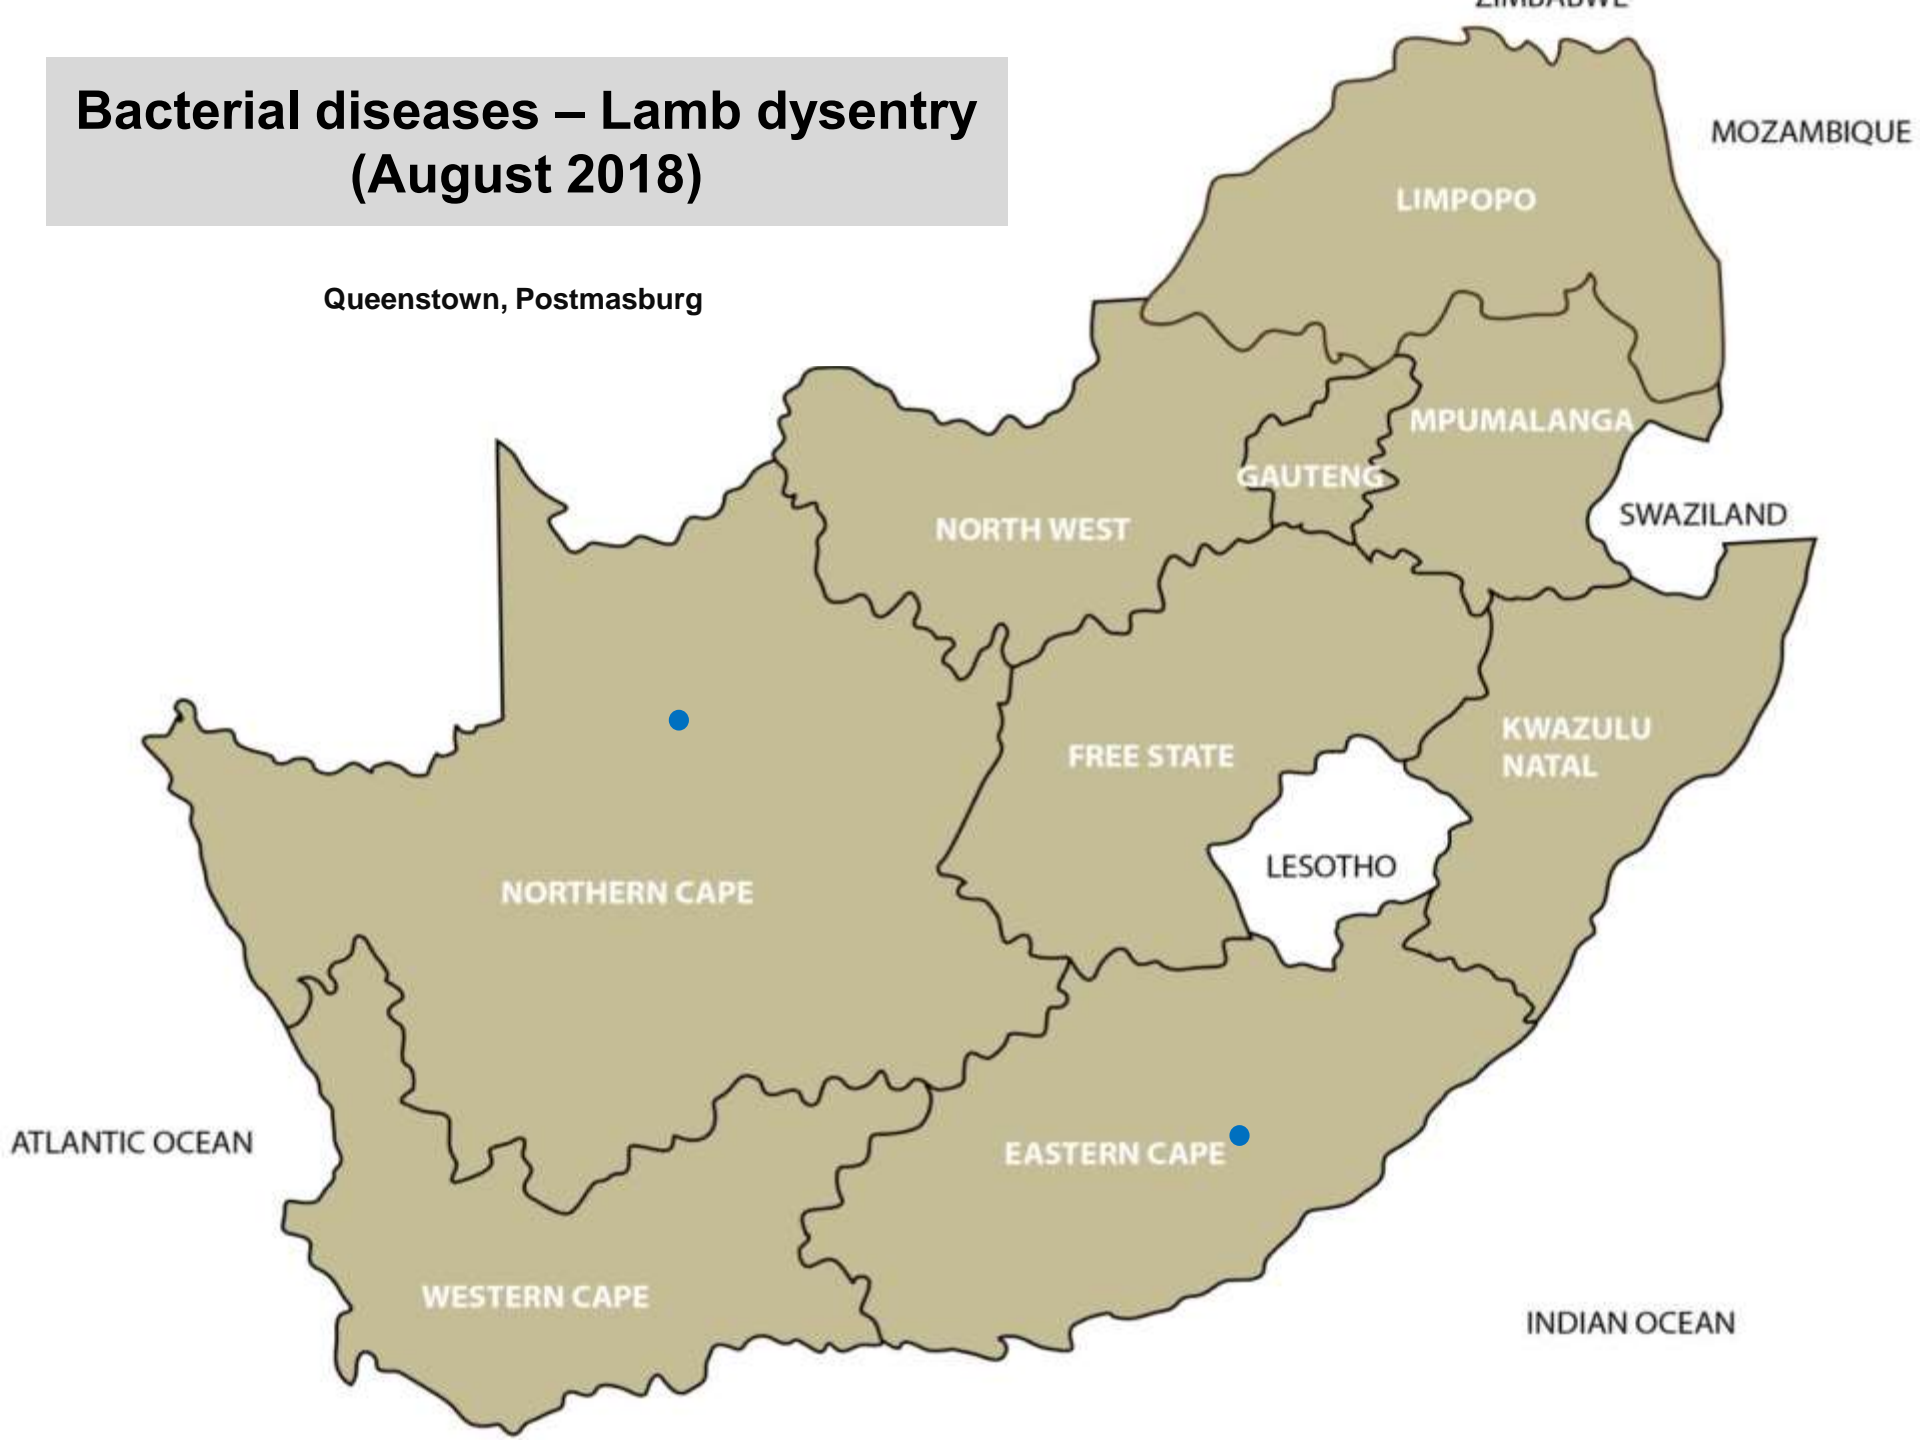 ZIMBABWE
Bacterial diseases – Lamb dysentry
(August 2018)
MOZAMBIQUE
LIMPOPO
Queenstown, Postmasburg
MPUMALANGA
GAUTENG
SWAZILAND
NORTH WEST
KWAZULU
NATAL
FREE STATE
LESOTHO
NORTHERN CAPE
ATLANTIC OCEAN
EASTERN CAPE
WESTERN CAPE
INDIAN OCEAN